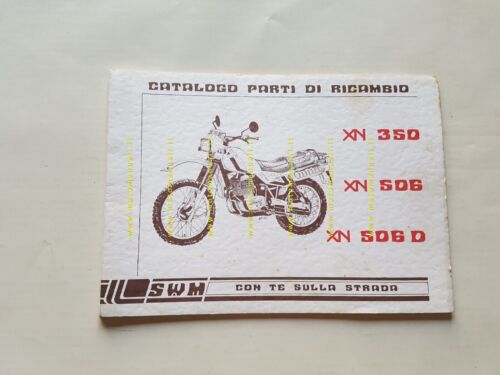 CATALOGO PARTI DI RICAMBIO
XN 350
XN 506
XN 506 D
SWM
CON TE SULLA STRADA